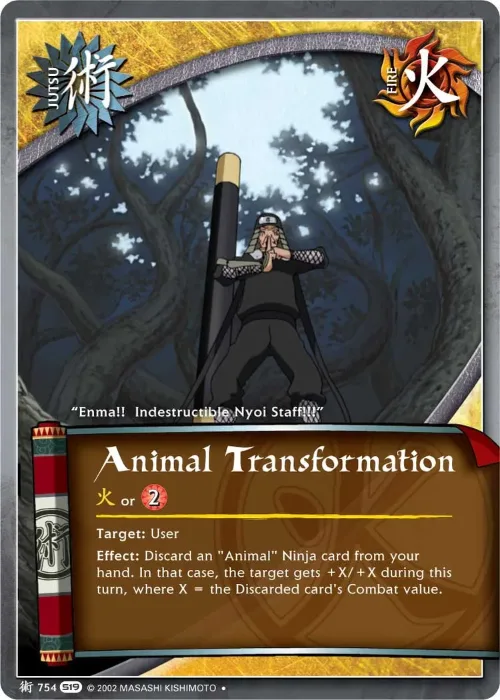 JUTSU 術
FIRE 火
"Enma!! Indestructible Nyoi Staff!!!"
Animal Transformation
火 or 2
Target: User
Effect: Discard an "Animal" Ninja card from your
hand. In that case, the target gets +X/+X during this
turn, where X = the Discarded card's Combat value.
術
術 754 S19 © 2002 MASASHI KISHIMOTO •